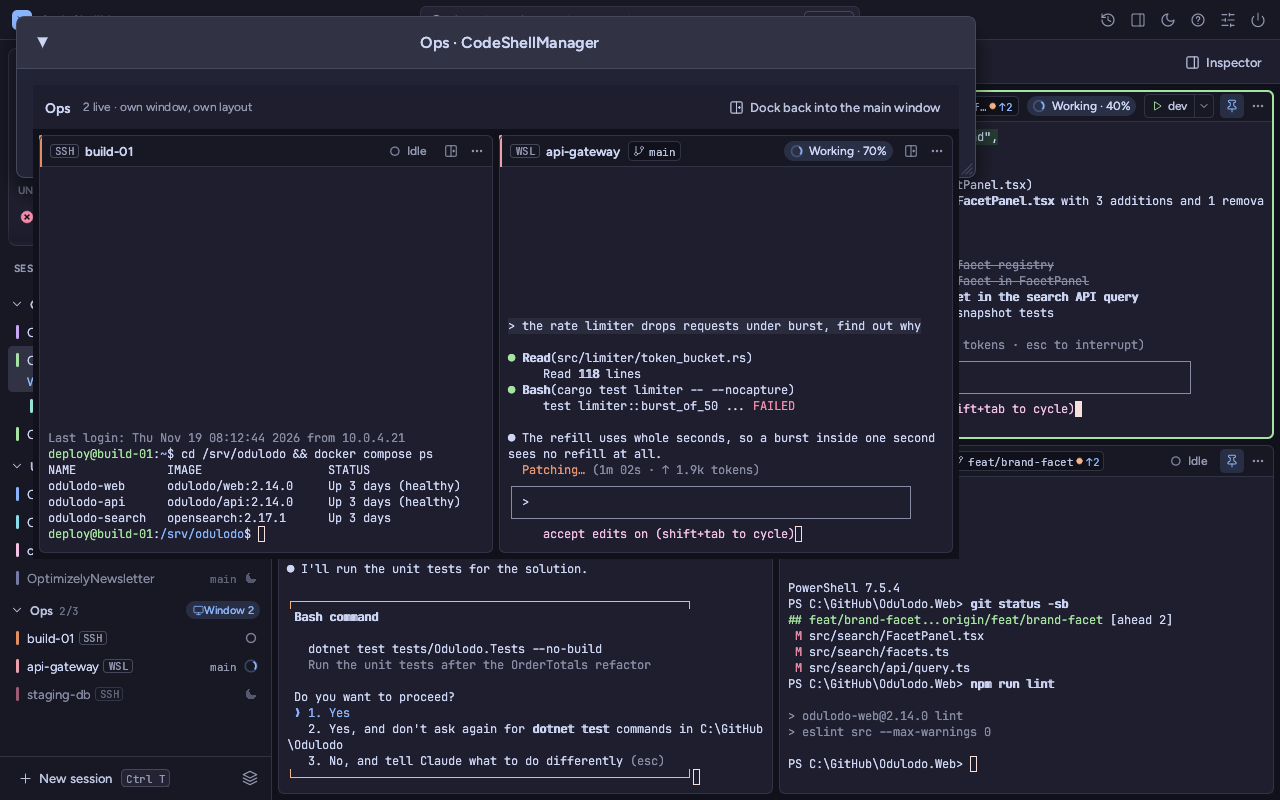 ▼ Ops · CodeShellManager
Inspector
Ops 2 live · own window, own layout
Dock back into the main window
↑2 Working · 40% dev
SSH build-01 Idle
WSL api-gateway main Working · 70%
d",
tPanel.tsx)
FacetPanel.tsx with 3 additions and 1 remova
facet registry
facet in FacetPanel
et in the search API query
snapshot tests
tokens · esc to interrupt)
ift+tab to cycle)
UN
SES
Last login: Thu Nov 19 08:12:44 2026 from 10.0.4.21
deploy@build-01:~$ cd /srv/odulodo && docker compose ps
NAME IMAGE STATUS
odulodo-web odulodo/web:2.14.0 Up 3 days (healthy)
odulodo-api odulodo/api:2.14.0 Up 3 days (healthy)
odulodo-search opensearch:2.17.1 Up 3 days
deploy@build-01:/srv/odulodo$
> the rate limiter drops requests under burst, find out why
● Read(src/limiter/token_bucket.rs)
Read 118 lines
● Bash(cargo test limiter -- --nocapture)
test limiter::burst_of_50 ... FAILED
● The refill uses whole seconds, so a burst inside one second
sees no refill at all.
Patching… (1m 02s · ↑ 1.9k tokens)
>
accept edits on (shift+tab to cycle)
feat/brand-facet ↑2 Idle
OptimizelyNewsletter main
Ops 2/3 Window 2
build-01 SSH
api-gateway WSL main
staging-db SSH
New session Ctrl T
● I'll run the unit tests for the solution.
Bash command
dotnet test tests/Odulodo.Tests --no-build
Run the unit tests after the OrderTotals refactor
Do you want to proceed?
❯ 1. Yes
2. Yes, and don't ask again for dotnet test commands in C:\GitHub
\Odulodo
3. No, and tell Claude what to do differently (esc)
PowerShell 7.5.4
PS C:\GitHub\Odulodo.Web> git status -sb
## feat/brand-facet...origin/feat/brand-facet [ahead 2]
M src/search/FacetPanel.tsx
M src/search/facets.ts
M src/search/api/query.ts
PS C:\GitHub\Odulodo.Web> npm run lint
> odulodo-web@2.14.0 lint
> eslint src --max-warnings 0
PS C:\GitHub\Odulodo.Web>